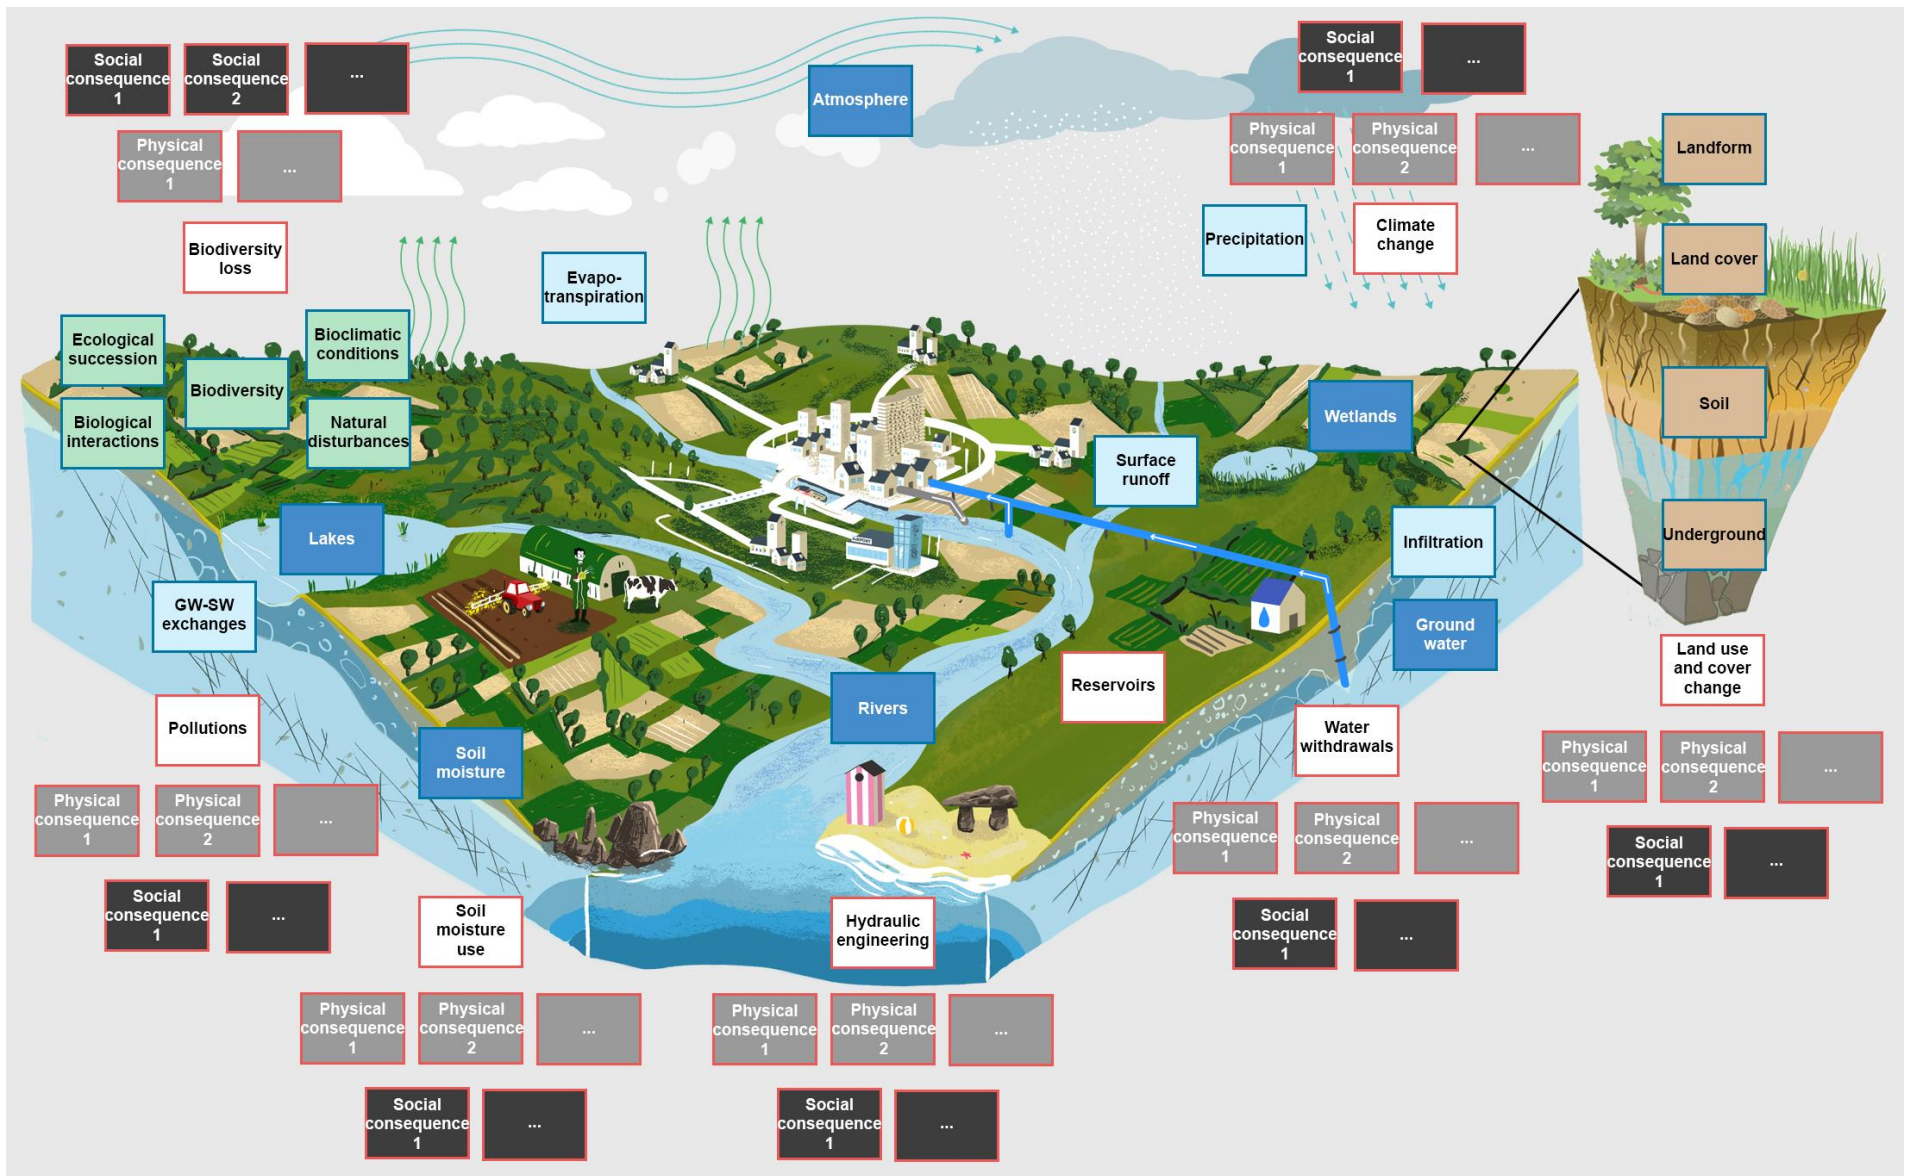 Social
consequence
1
Social
consequence
2
...
Physical
consequence
1
...
Biodiversity
loss
Atmosphere
Social
consequence
1
...
Physical
consequence
1
Physical
consequence
2
...
Precipitation
Climate
change
Landform
Land cover
Soil
Underground
Evapo-
transpiration
Ecological
succession
Bioclimatic
conditions
Biodiversity
Biological
interactions
Natural
disturbances
Wetlands
Surface
runoff
Lakes
Infiltration
GW-SW
exchanges
Ground
water
Land use
and cover
change
Reservoirs
Rivers
Pollutions
Soil
moisture
Water
withdrawals
Physical
consequence
1
Physical
consequence
2
...
Social
consequence
1
...
Physical
consequence
1
Physical
consequence
2
...
Social
consequence
1
...
Physical
consequence
1
Physical
consequence
2
...
Social
consequence
1
...
Soil
moisture
use
Hydraulic
engineering
Physical
consequence
1
Physical
consequence
2
...
Physical
consequence
1
Physical
consequence
2
...
Social
consequence
1
...
Social
consequence
1
...